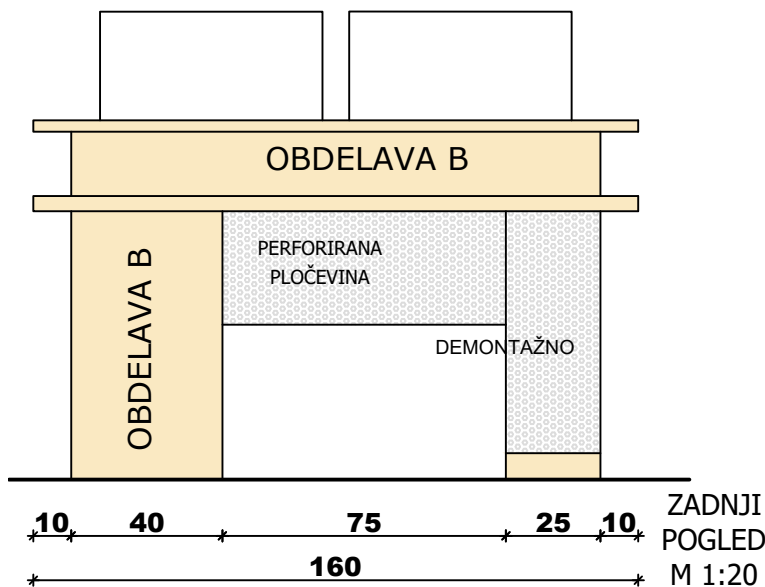 OBDELAVA B
PERFORIRANA
PLOČEVINA
OBDELAVA B
DEMONTAŽNO
10 40 75 25 10
160
ZADNJI
POGLED
M 1:20